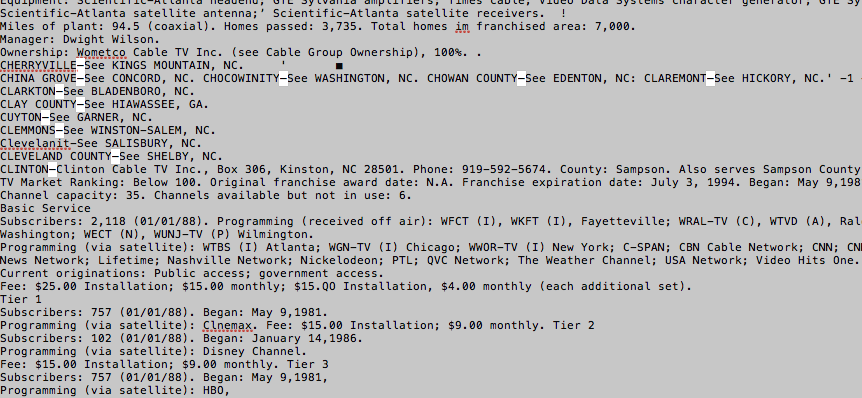 Equipment: Scientific-Atlanta headend; GTE Sylvania amplifiers; Times cable; Video Data Systems character generator; GTE Sy
Scientific-Atlanta satellite antenna;’ Scientific-Atlanta satellite receivers. !
Miles of plant: 94.5 (coaxial). Homes passed: 3,735. Total homes im franchised area: 7,000.
Manager: Dwight Wilson.
Ownership: Wometco Cable TV Inc. (see Cable Group Ownership), 100%. .
CHERRYVILLE—See KINGS MOUNTAIN, NC. ' ■
CHINA GROVE—See CONCORD, NC. CHOCOWINITY—See WASHINGTON, NC. CHOWAN COUNTY—See EDENTON, NC: CLAREMONT—See HICKORY, NC.' -1
CLARKTON—See BLADENBORO, NC.
CLAY COUNTY—See HIAWASSEE, GA.
CUYTON—See GARNER, NC.
CLEMMONS—See WINSTON-SALEM, NC.
Clevelanit—See SALISBURY, NC.
CLEVELAND COUNTY—See SHELBY, NC.
CLINTON—Clinton Cable TV Inc., Box 306, Kinston, NC 28501. Phone: 919-592-5674. County: Sampson. Also serves Sampson County
TV Market Ranking: Below 100. Original franchise award date: N.A. Franchise expiration date: July 3, 1994. Began: May 9,198
Channel capacity: 35. Channels available but not in use: 6.
Basic Service
Subscribers: 2,118 (01/01/88). Programming (received off air): WFCT (I), WKFT (I), Fayetteville; WRAL-TV (C), WTVD (A), Ral
Washington; WECT (N), WUNJ-TV (P) Wilmington.
Programming (via satellite): WTBS (I) Atlanta; WGN-TV (I) Chicago; WWOR-TV (I) New York; C-SPAN; CBN Cable Network; CNN; CN
News Network; Lifetime; Nashville Network; Nickelodeon; PTL; QVC Network; The Weather Channel; USA Network; Video Hits One.
Current originations: Public access; government access.
Fee: $25.00 Installation; $15.00 monthly; $15.QO Installation, $4.00 monthly (each additional set).
Tier 1
Subscribers: 757 (01/01/88). Began: May 9,1981.
Programming (via satellite): Clnemax. Fee: $15.00 Installation; $9.00 monthly. Tier 2
Subscribers: 102 (01/01/88). Began: January 14,1986.
Programming (via satellite): Disney Channel.
Fee: $15.00 Installation; $9.00 monthly. Tier 3
Subscribers: 757 (01/01/88). Began: May 9,1981,
Programming (via satellite): HBO,